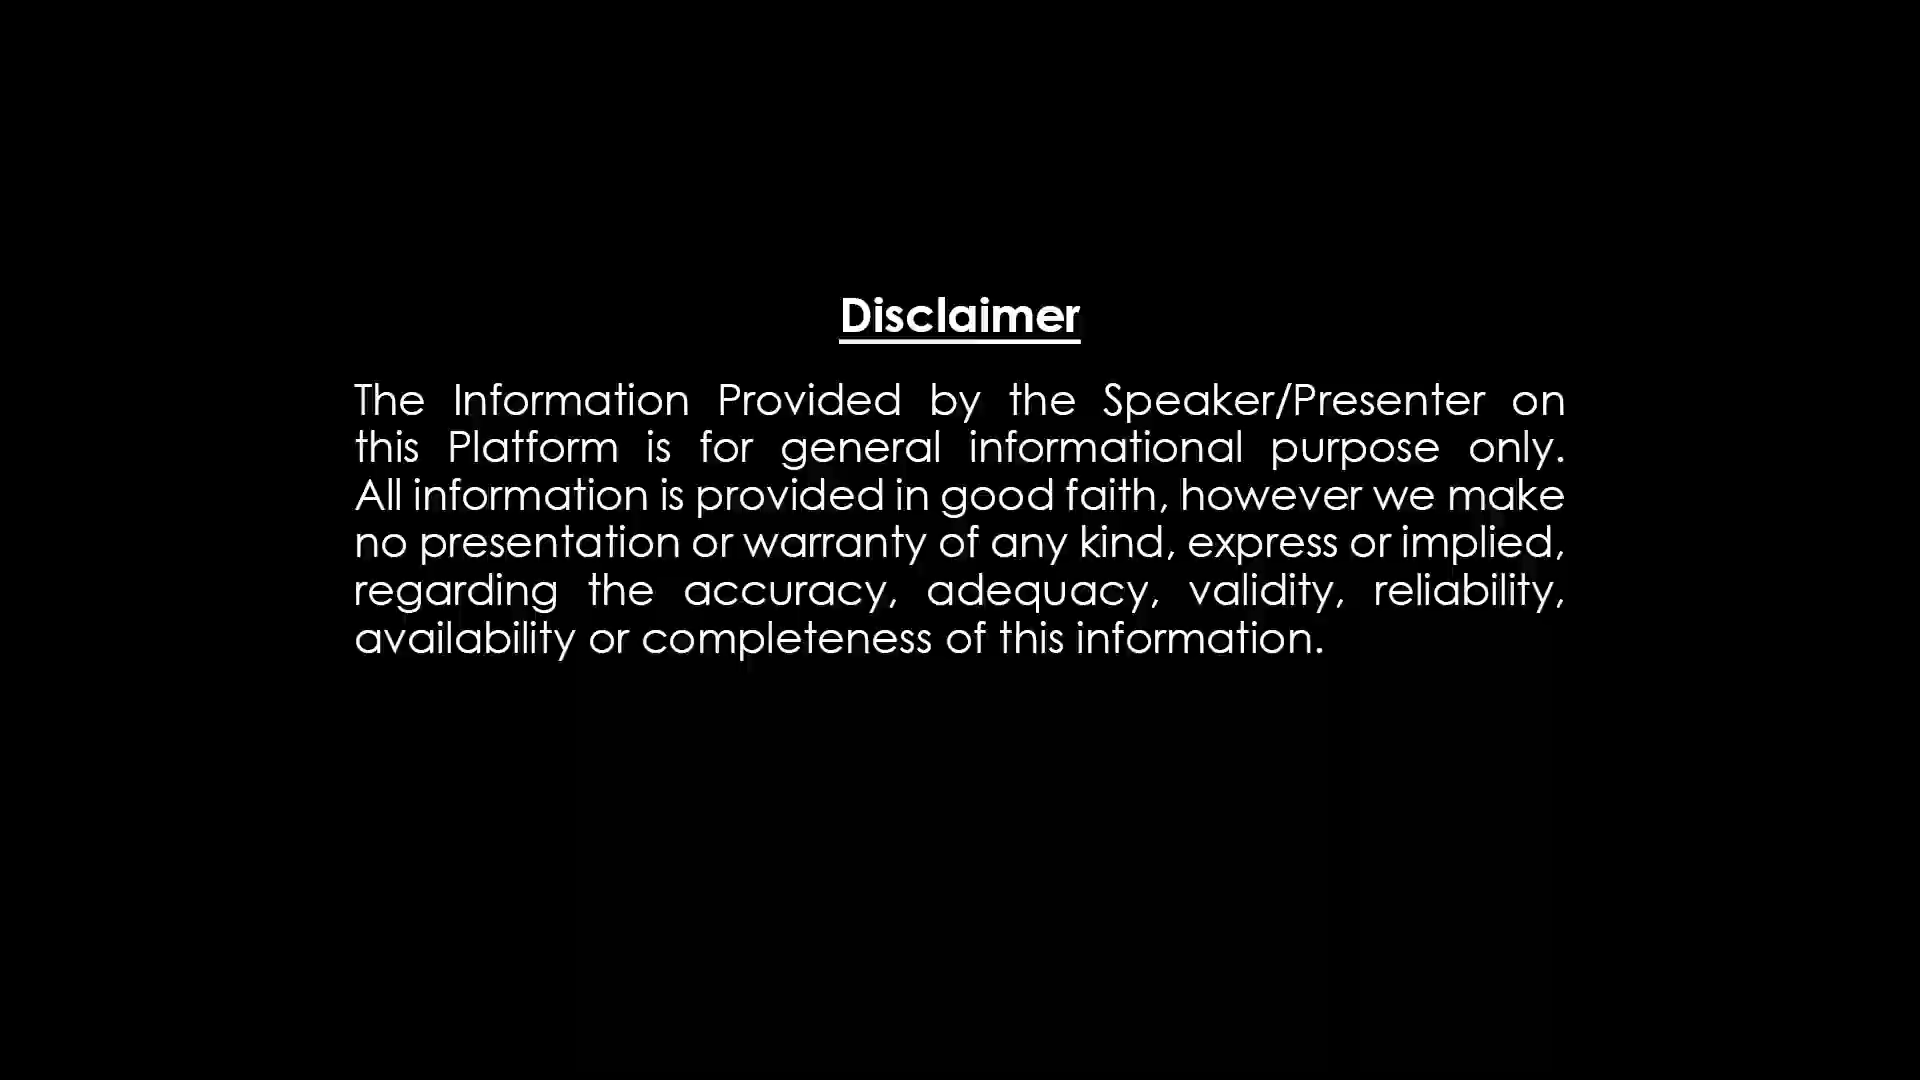 Disclaimer
The Information Provided by the Speaker/Presenter on
this Platform is for general informational purpose only.
All information is provided in good faith, however we make
no presentation or warranty of any kind, express or implied,
regarding the accuracy, adequacy, validity, reliability,
availability or completeness of this information.